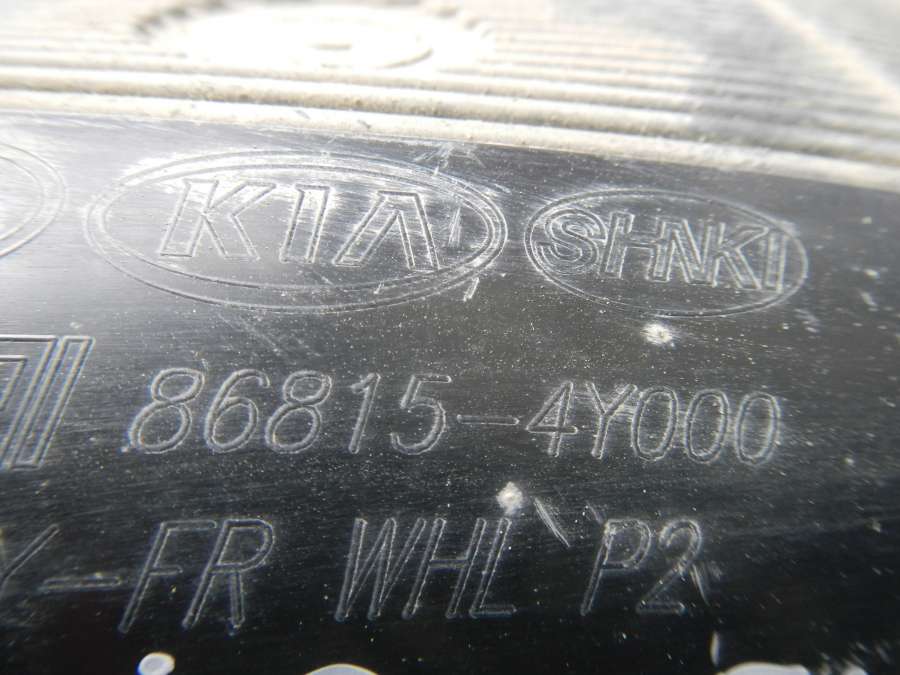 KIA SHNKI
86815-4Y000
Y-FR WHL P2